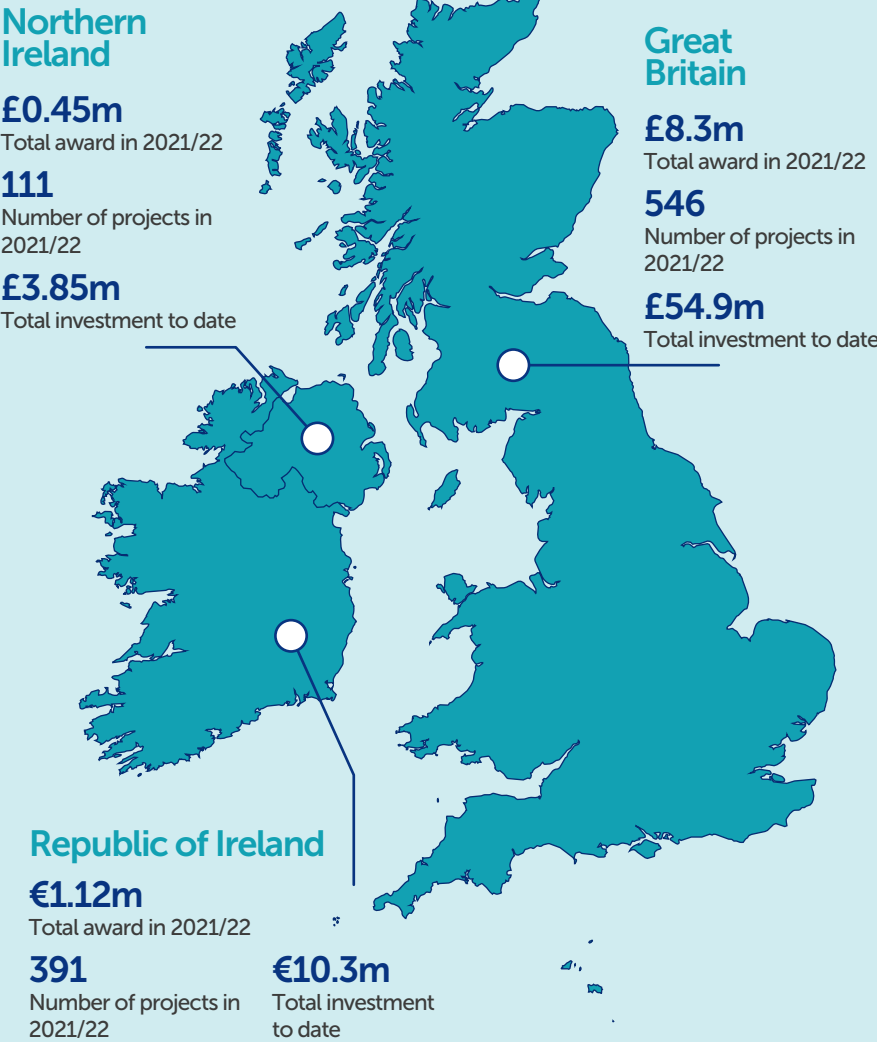 Northern
Ireland
£0.45m
Total award in 2021/22
111
Number of projects in
2021/22
£3.85m
Total investment to date
Great
Britain
£8.3m
Total award in 2021/22
546
Number of projects in
2021/22
£54.9m
Total investment to date
Republic of Ireland
€1.12m
Total award in 2021/22
391
Number of projects in
2021/22
€10.3m
Total investment
to date